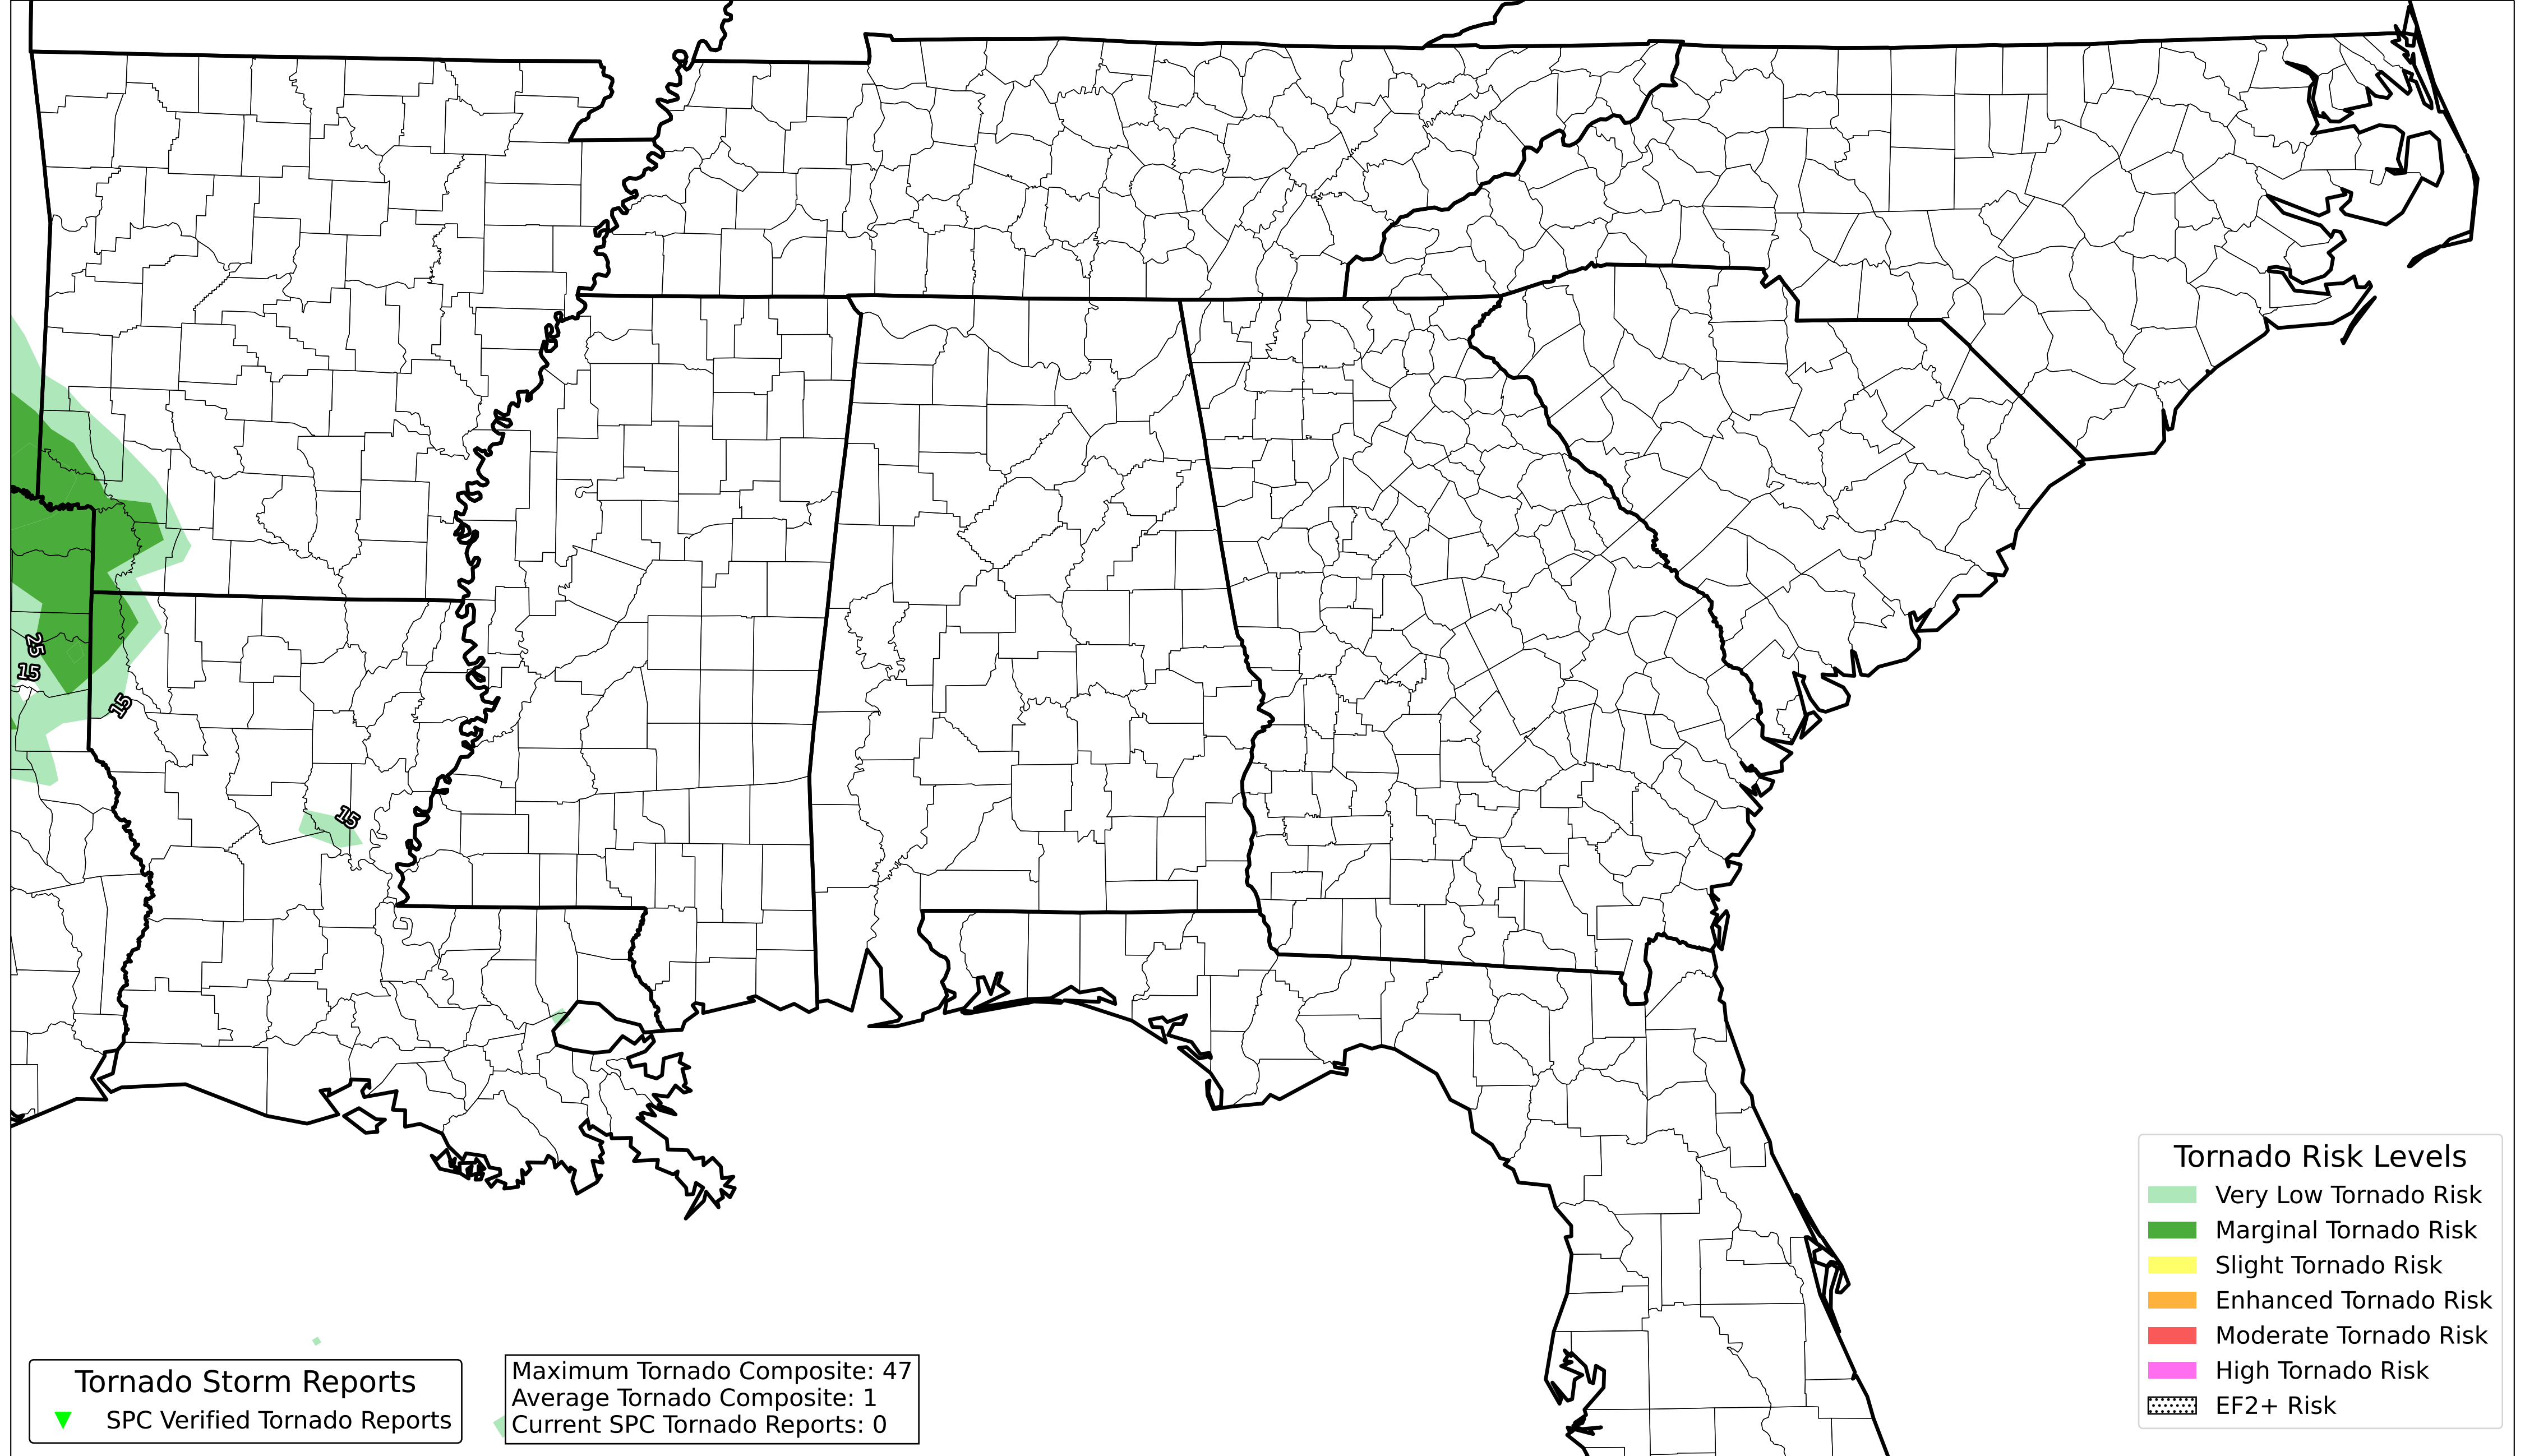 25
15
15
15
Tornado Storm Reports
SPC Verified Tornado Reports
Maximum Tornado Composite: 47
Average Tornado Composite: 1
Current SPC Tornado Reports: 0
Tornado Risk Levels
Very Low Tornado Risk
Marginal Tornado Risk
Slight Tornado Risk
Enhanced Tornado Risk
Moderate Tornado Risk
High Tornado Risk
EF2+ Risk